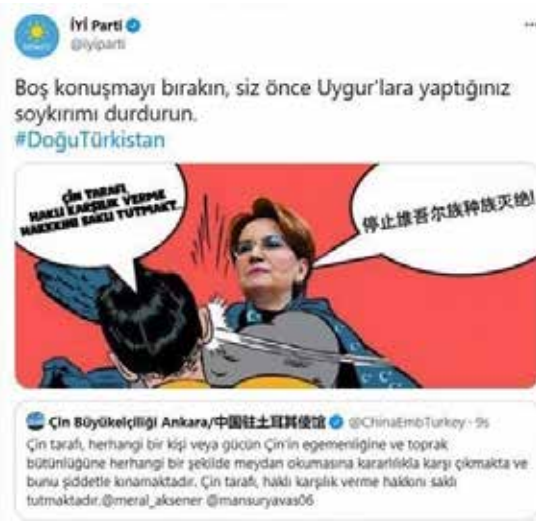 İYİ Parti
@iyiparti
Boş konuşmayı bırakın, siz önce Uygur'lara yaptığınız
soykırımı durdurun.
#DoğuTürkistan
ÇİN TARAFI,
HAKLI KARŞILIK VERME
HAKKKINI SAKLI TUTMAKT.
停止维吾尔族种族灭绝!
Çin Büyükelçiliği Ankara/中国驻土耳其使馆 @ChinaEmbTurkey · 9s
Çin tarafı, herhangi bir kişi veya gücün Çin'in egemenliğine ve toprak
bütünlüğüne herhangi bir şekilde meydan okumasına kararlılıkla karşı çıkmakta ve
bunu şiddetle kınamaktadır. Çin tarafı, haklı karşılık verme hakkını saklı
tutmaktadır.@meral_aksener @mansuryavas06